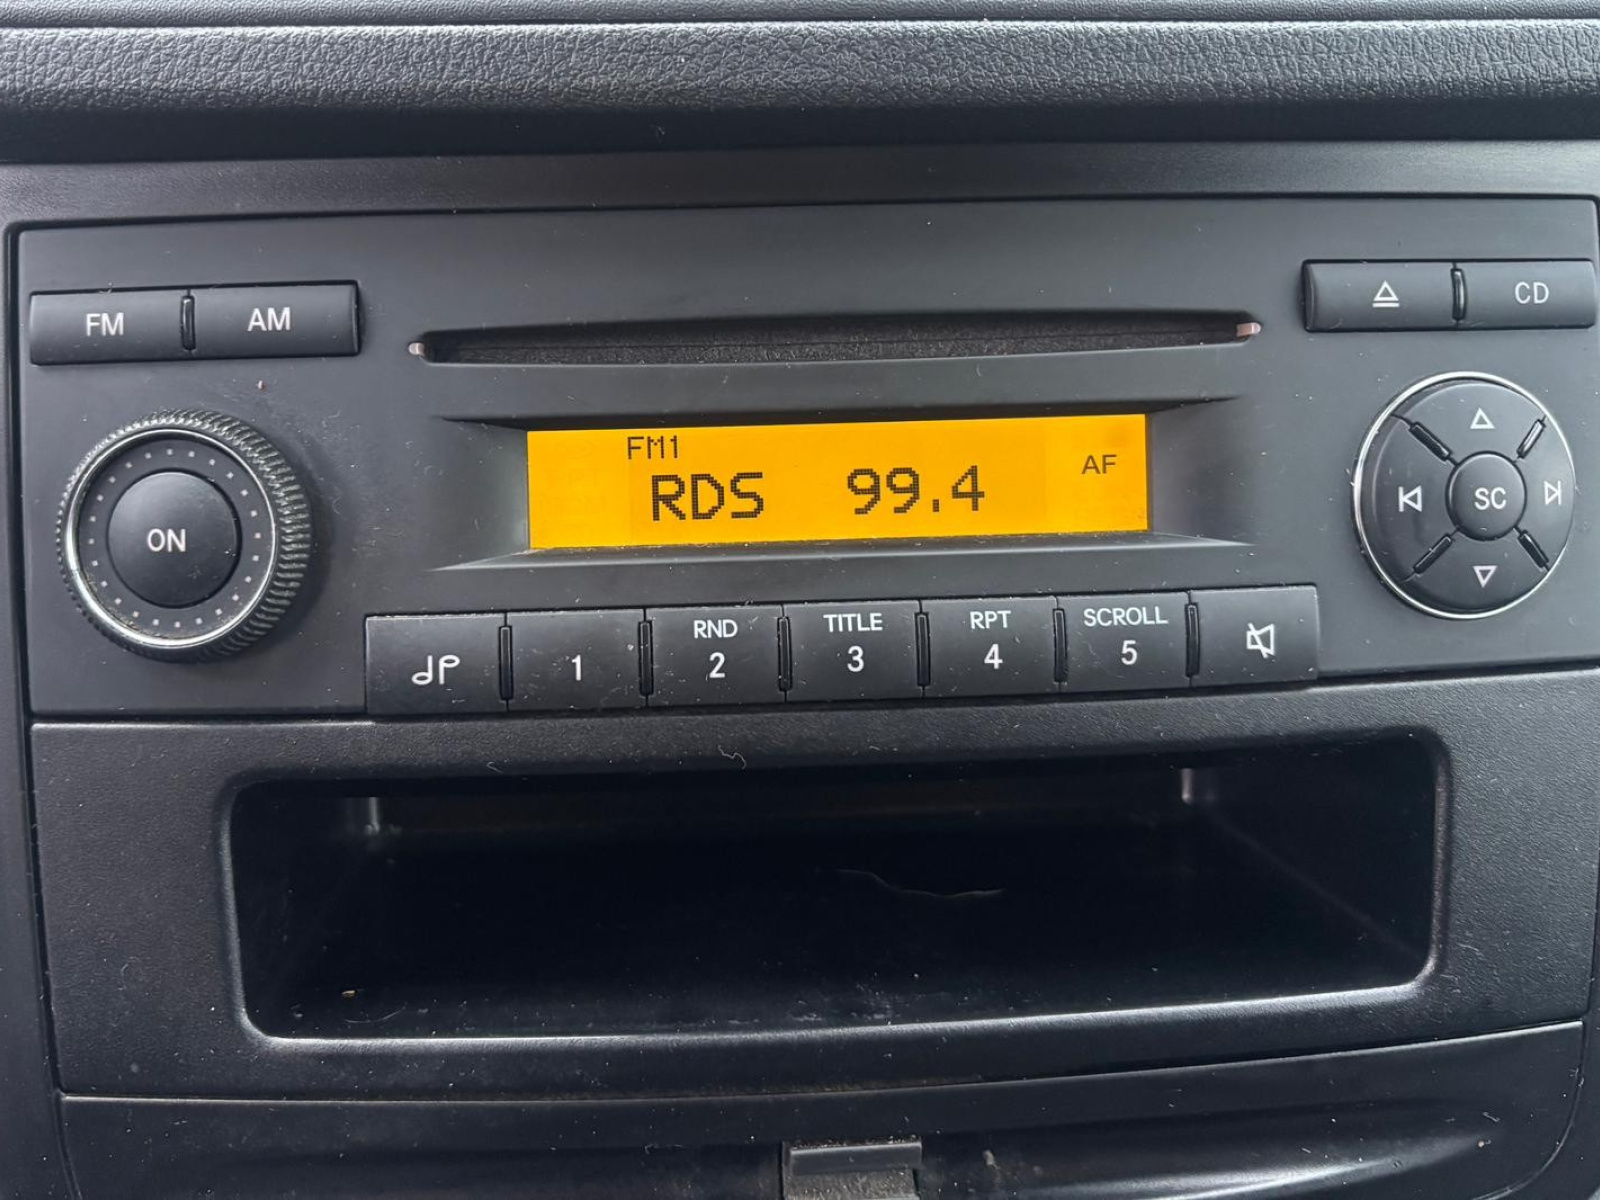 FM AM
CD
FM1
RDS 99.4 AF
ON
SC
1
RND
2
TITLE
3
RPT
4
SCROLL
5